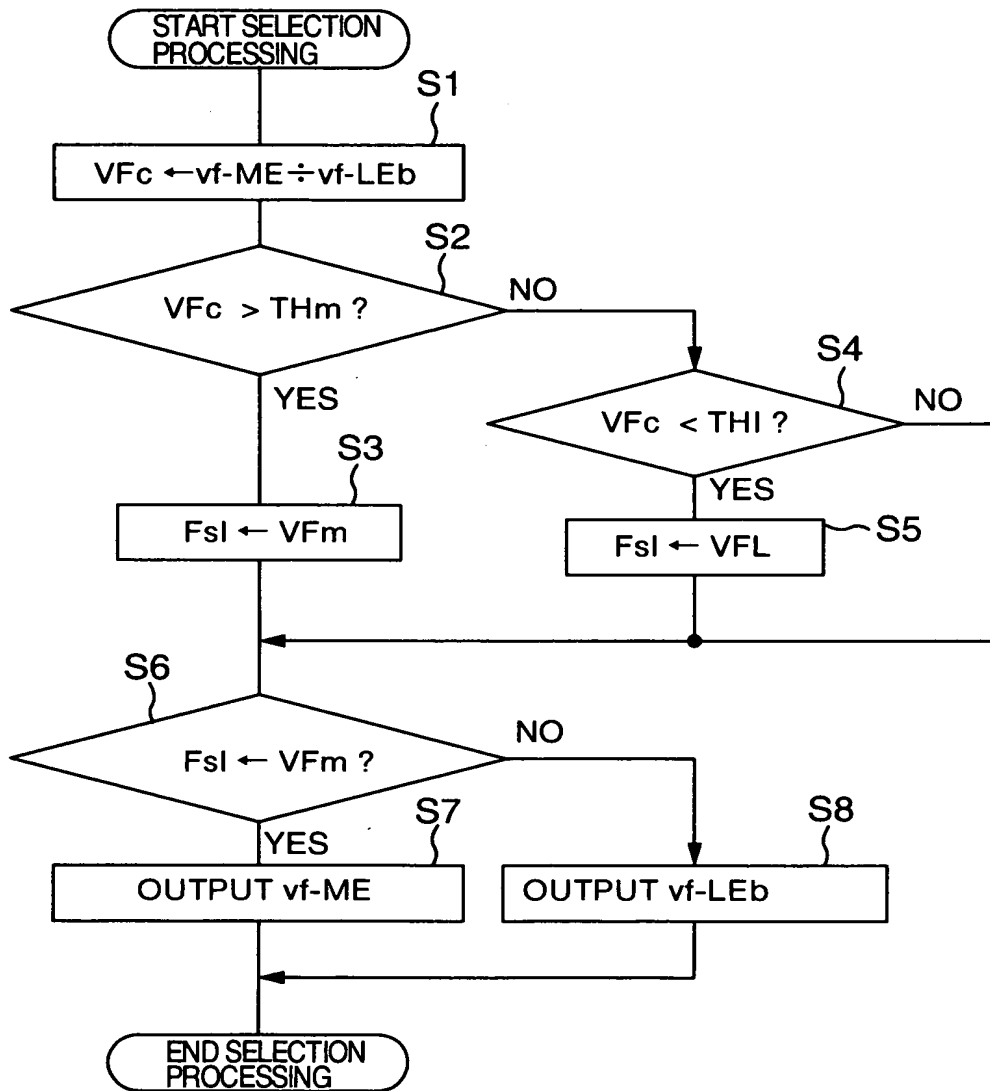 START SELECTION
PROCESSING
S1
VFc ← vf-ME ÷ vf-LEb
S2
VFc > THm ?
NO
YES
S4
VFc < THl ?
NO
YES
S3
Fsl ← VFm
S5
Fsl ← VFL
S6
Fsl ← VFm ?
NO
YES
S7
OUTPUT vf-ME
S8
OUTPUT vf-LEb
END SELECTION
PROCESSING